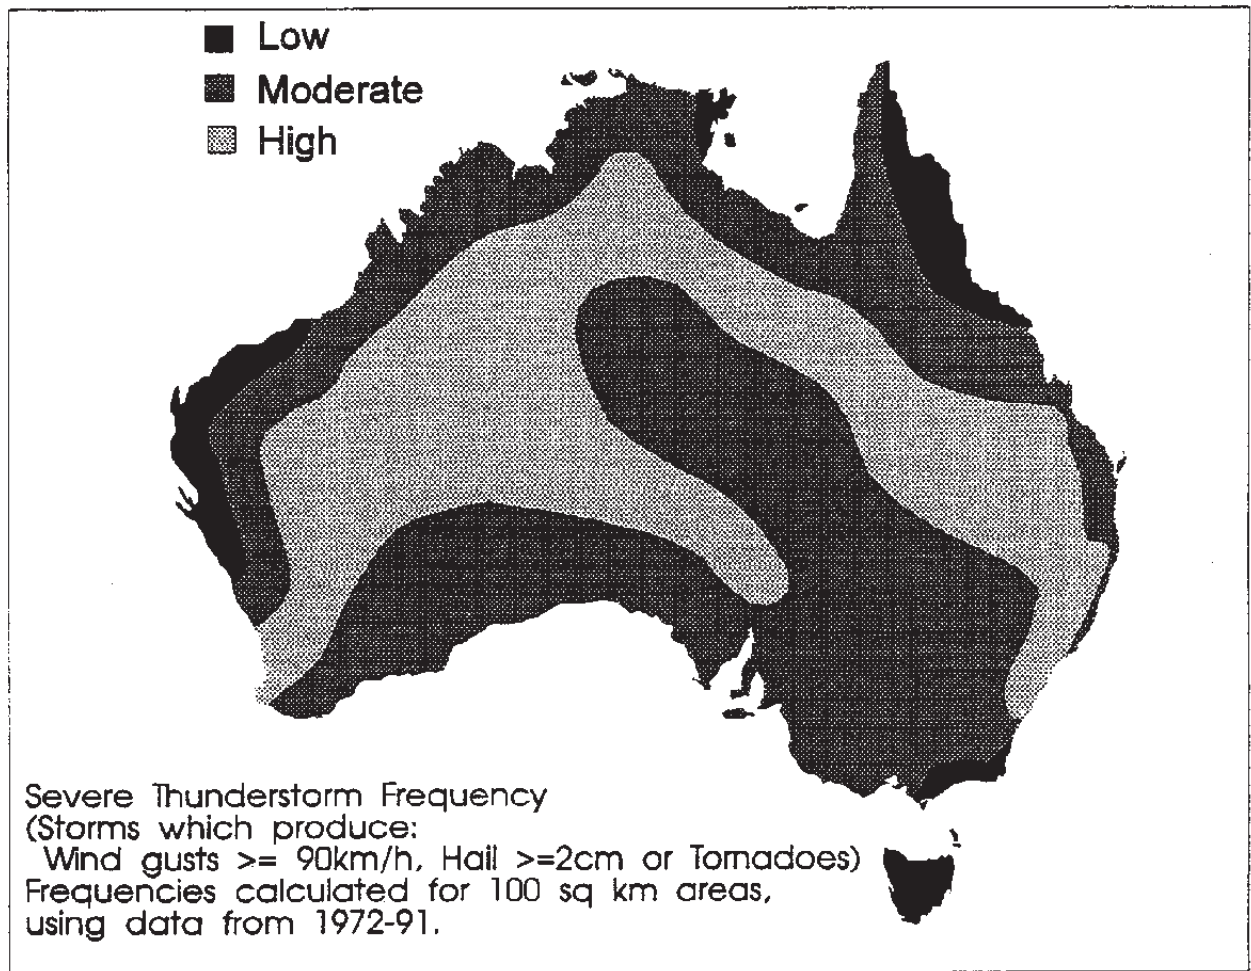 Low
Moderate
High
Severe Thunderstorm Frequency
(Storms which produce:
Wind gusts >= 90km/h, Hail >=2cm or Tornadoes)
Frequencies calculated for 100 sq km areas,
using data from 1972-91.